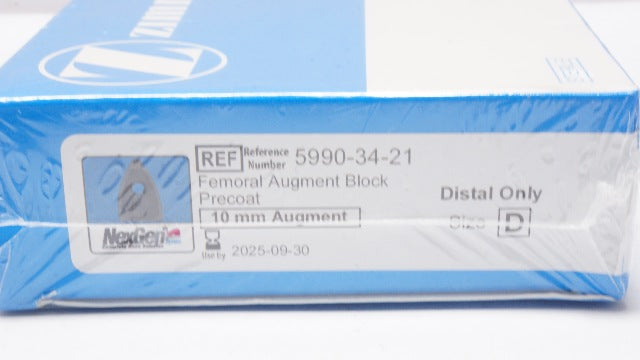 REF Reference Number 5990-34-21
Femoral Augment Block
Precoat
10 mm Augment
Distal Only
Size D
NexGen
Use by 2025-09-30